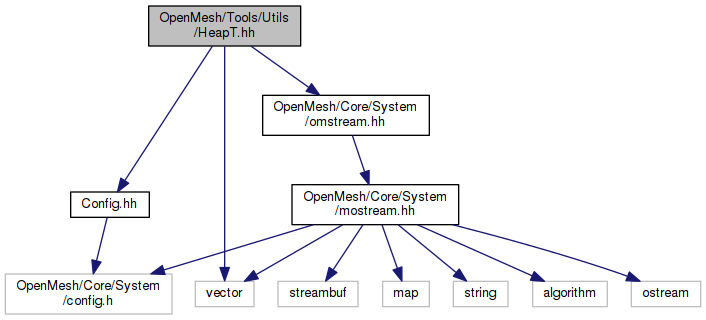 OpenMesh/Tools/Utils
/HeapT.hh
OpenMesh/Core/System
/omstream.hh
Config.hh
OpenMesh/Core/System
/mostream.hh
OpenMesh/Core/System
/config.h
vector
streambuf
map
string
algorithm
ostream